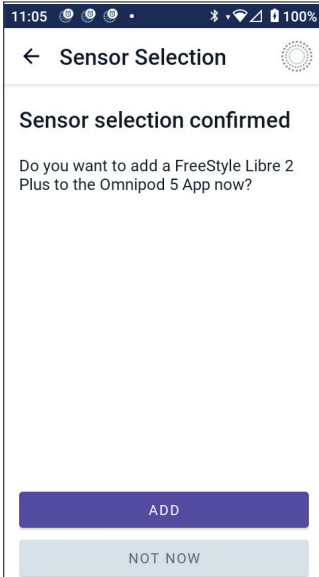 11:05 100%
Sensor Selection
Sensor selection confirmed
Do you want to add a FreeStyle Libre 2
Plus to the Omnipod 5 App now?
ADD
NOT NOW